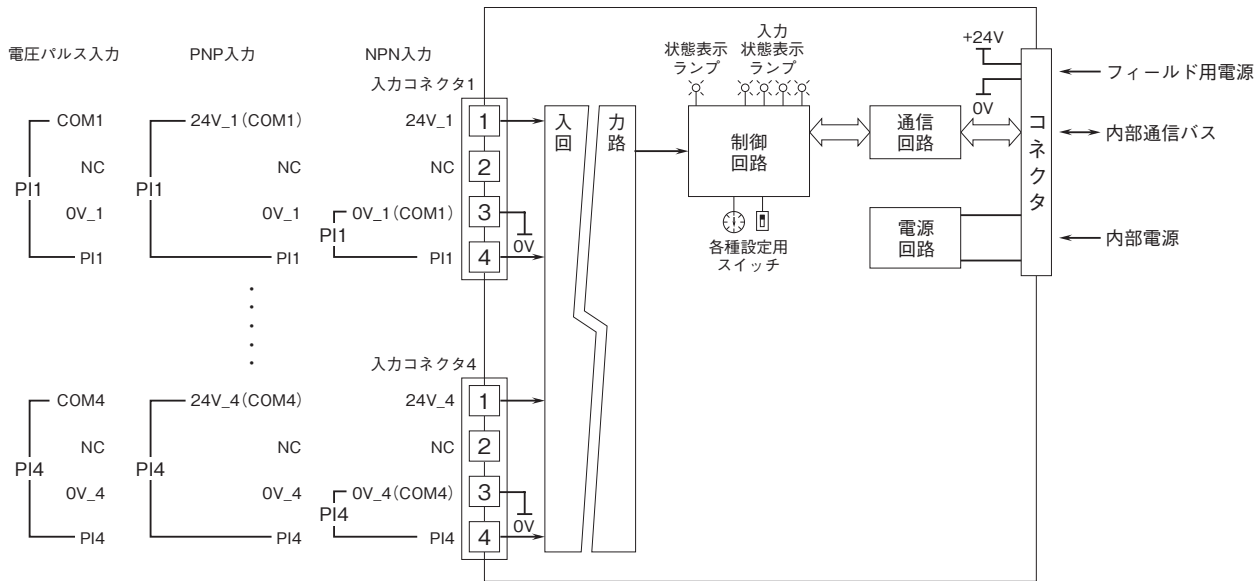 電圧パルス入力
PNP入力
NPN入力
入力コネクタ1
COM1
NC
0V_1
PI1
PI1
24V_1(COM1)
NC
0V_1
PI1
PI1
24V_1
NC
0V_1(COM1)
PI1
PI1
1
2
3
4
0V
入力コネクタ4
COM4
NC
0V_4
PI4
PI4
24V_4(COM4)
NC
0V_4
PI4
PI4
24V_4
NC
0V_4(COM4)
PI4
PI4
1
2
3
4
0V
入力
回路
状態表示
ランプ
入力
状態表示
ランプ
制御
回路
各種設定用
スイッチ
通信
回路
電源
回路
+24V
0V
コネクタ
フィールド用電源
内部通信バス
内部電源